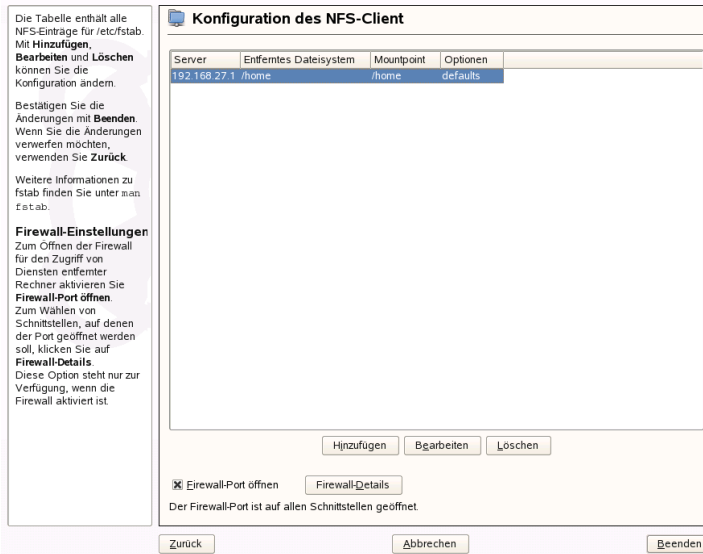 Die Tabelle enthält alle
NFS-Einträge für /etc/fstab.
Mit Hinzufügen,
Bearbeiten und Löschen
können Sie die
Konfiguration ändern.
Bestätigen Sie die
Änderungen mit Beenden.
Wenn Sie die Änderungen
verwerfen möchten,
verwenden Sie Zurück.
Weitere Informationen zu
fstab finden Sie unter man
fstab.
Firewall-Einstellungen
Zum Öffnen der Firewall
für den Zugriff von
Diensten entfernter
Rechner aktivieren Sie
Firewall-Port öffnen.
Zum Wählen von
Schnittstellen, auf denen
der Port geöffnet werden
soll, klicken Sie auf
Firewall-Details.
Diese Option steht nur zur
Verfügung, wenn die
Firewall aktiviert ist.
Konfiguration des NFS-Client
Server Entferntes Dateisystem Mountpoint Optionen
192.168.27.1 /home /home defaults
Hinzufügen Bearbeiten Löschen
Firewall-Port öffnen Firewall-Details
Der Firewall-Port ist auf allen Schnittstellen geöffnet.
Zurück Abbrechen Beenden